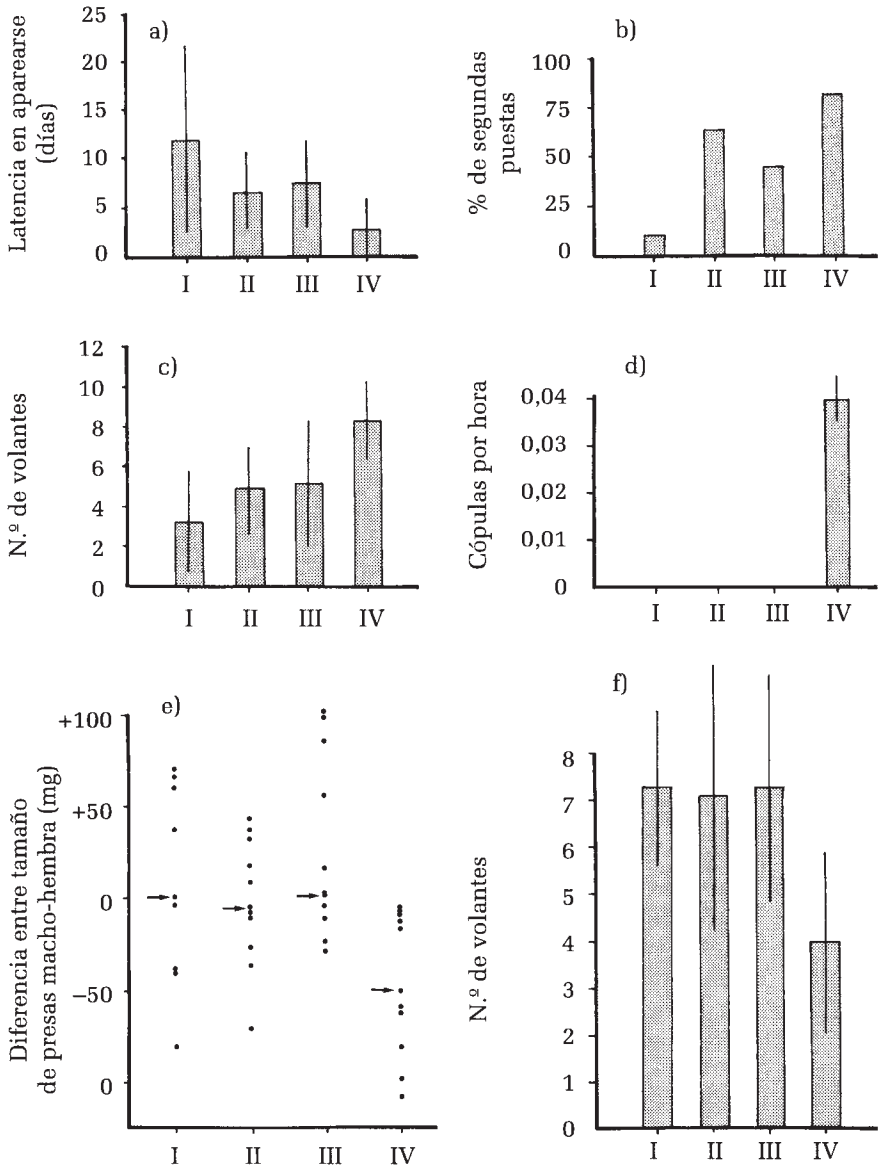 a)
Latencia en aparearse
(días)
25
20
15
10
5
0
I II III IV
b)
% de segundas
puestas
100
75
50
25
0
I II III IV
c)
N.º de volantes
12
10
8
6
4
2
0
I II III IV
d)
Cópulas por hora
0,04
0,03
0,02
0,01
0
I II III IV
e)
Diferencia entre tamaño
de presas macho-hembra (mg)
+100
+50
0
−50
0
I II III IV
f)
N.º de volantes
8
7
6
5
4
3
2
1
0
I II III IV